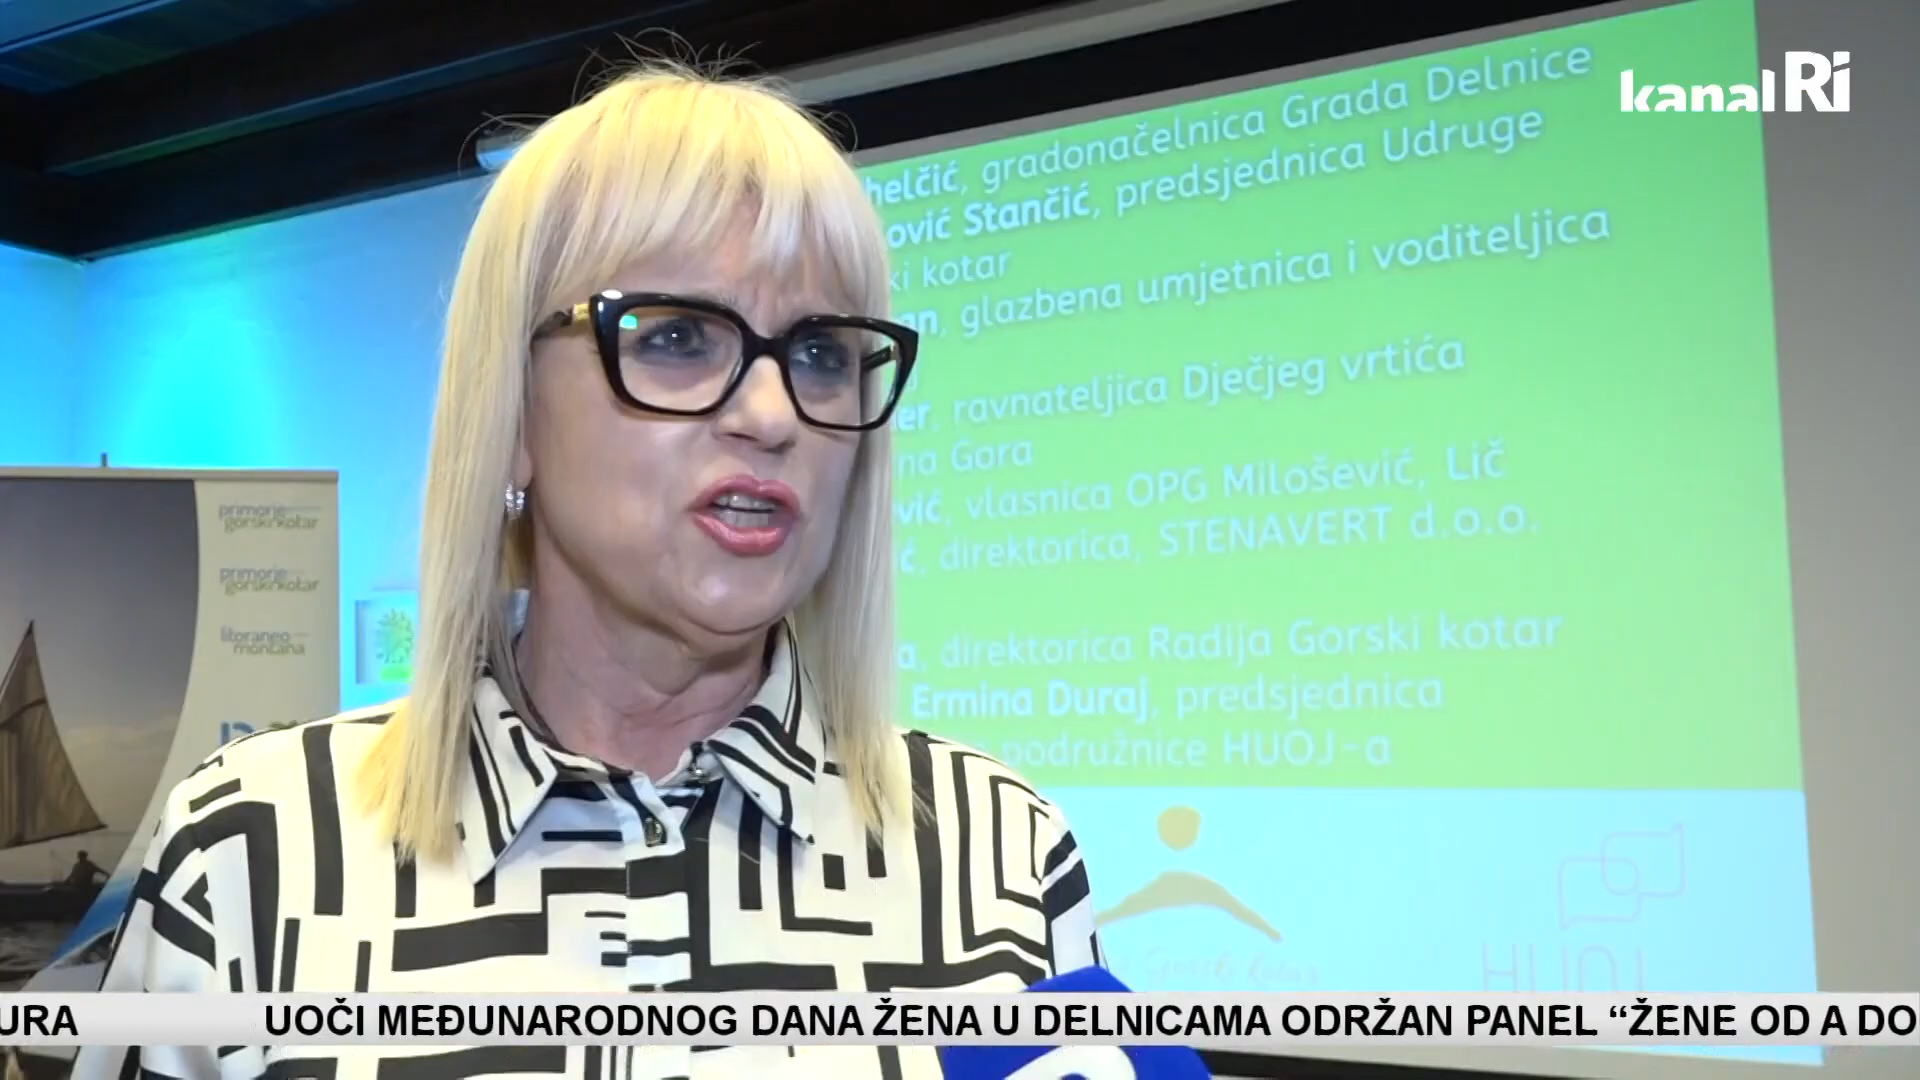 kanal Ri
helčić, gradonačelnica Grada Delnice
ović Stančić, predsjednica Udruge
ki kotar
an, glazbena umjetnica i voditeljica
er, ravnateljica Dječjeg vrtića
na Gora
vić, vlasnica OPG Milošević, Lič
ć, direktorica, STENAVERT d.o.o.
a, direktorica Radija Gorski kotar
Ermina Duraj, predsjednica
podružnice HUOJ-a
Gorski kotar
HUOJ
primorje
gorski kotar
primorje
gorski kotar
litoraneo
montana
URA UOČI MEĐUNARODNOG DANA ŽENA U DELNICAMA ODRŽAN PANEL “ŽENE OD A DO